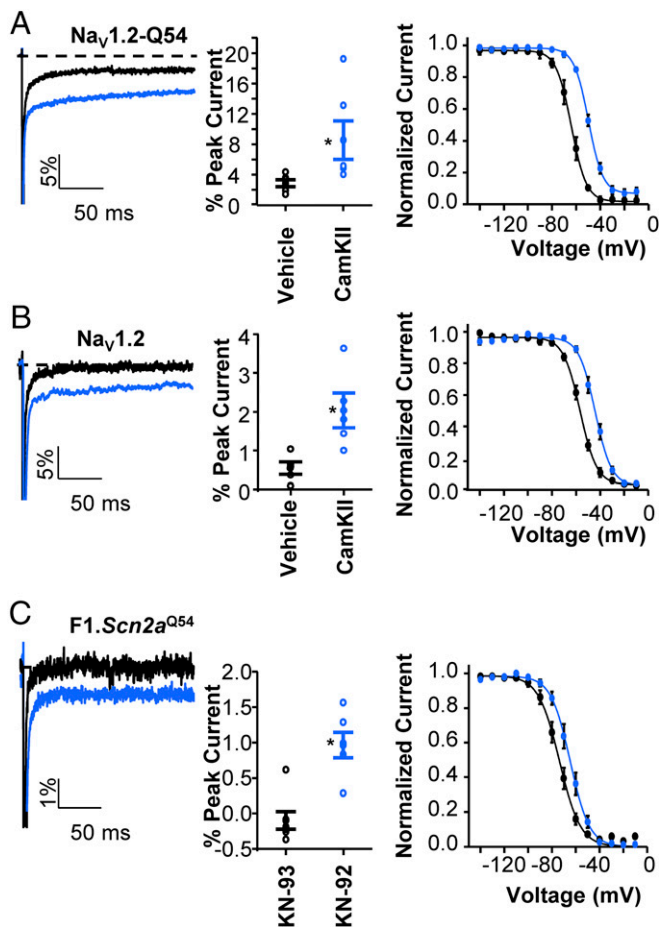 A
Na_V1.2-Q54
5%
50 ms
% Peak Current
20
16
12
8
4
0
*
Vehicle
CamKII
Normalized Current
1.0
0.8
0.6
0.4
0.2
0.0
-120 -80 -40 0
Voltage (mV)
B
Na_V1.2
5%
50 ms
% Peak Current
4
3
2
1
0
*
Vehicle
CamKII
Normalized Current
1.0
0.8
0.6
0.4
0.2
0.0
-120 -80 -40 0
Voltage (mV)
C
F1.Scn2a^Q54
1%
50 ms
% Peak Current
2.0
1.5
1.0
0.5
-0.0
-0.5
*
KN-93
KN-92
Normalized Current
1.0
0.8
0.6
0.4
0.2
0.0
-120 -80 -40 0
Voltage (mV)